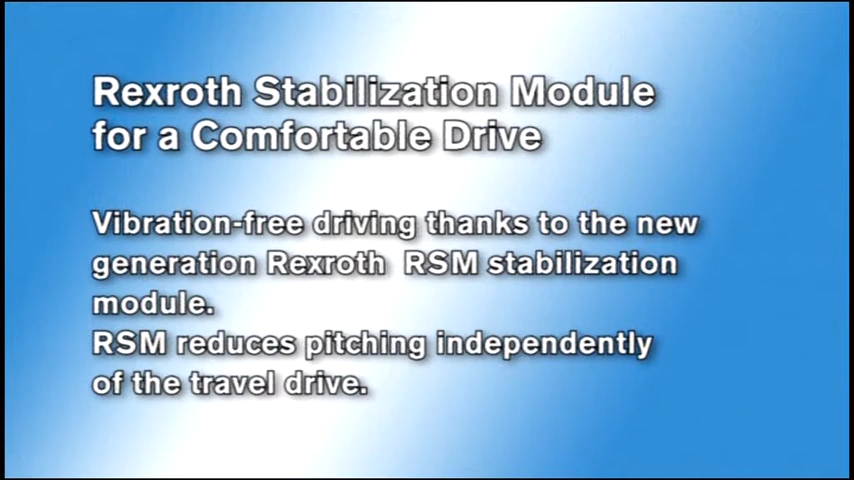 Rexroth Stabilization Module
for a Comfortable Drive
Vibration-free driving thanks to the new
generation Rexroth RSM stabilization
module.
RSM reduces pitching independently
of the travel drive.